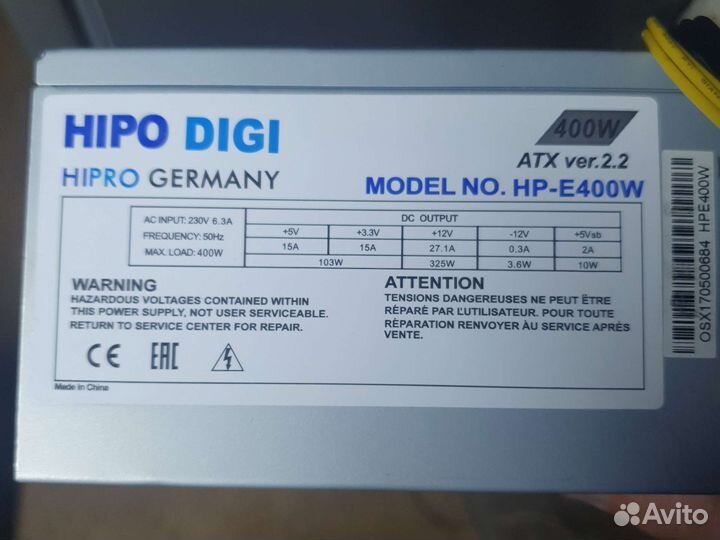 HIPO DIGI
HIPRO GERMANY
400W
ATX ver.2.2
MODEL NO. HP-E400W
AC INPUT: 230V 6.3A
FREQUENCY: 50Hz
MAX. LOAD: 400W
DC OUTPUT
+5V +3.3V +12V -12V +5Vsb
15A 15A 27.1A 0.3A 2A
103W 325W 3.6W 10W
WARNING
HAZARDOUS VOLTAGES CONTAINED WITHIN
THIS POWER SUPPLY, NOT USER SERVICEABLE.
RETURN TO SERVICE CENTER FOR REPAIR.
ATTENTION
TENSIONS DANGEREUSES NE PEUT ËTRE
RÉPARÉ PAR L'UTILISATEUR. POUR TOUTE
RÉPARATION RENVOYER ÀU SERVICE APRÉS
VENTE.
CE EAC
Made in China
OSX170500684 HPE400W
Avito